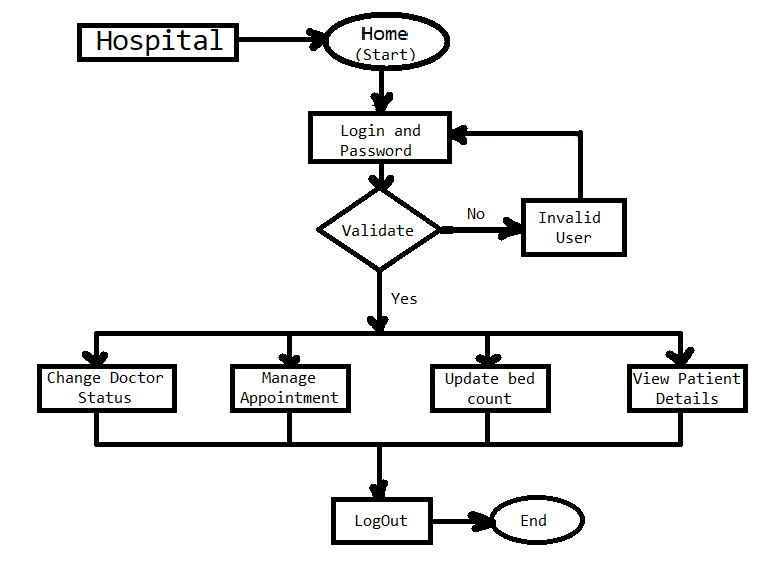 Hospital
Home
(Start)
Login and
Password
Validate
No
Invalid
User
Yes
Change Doctor
Status
Manage
Appointment
Update bed
count
View Patient
Details
LogOut
End